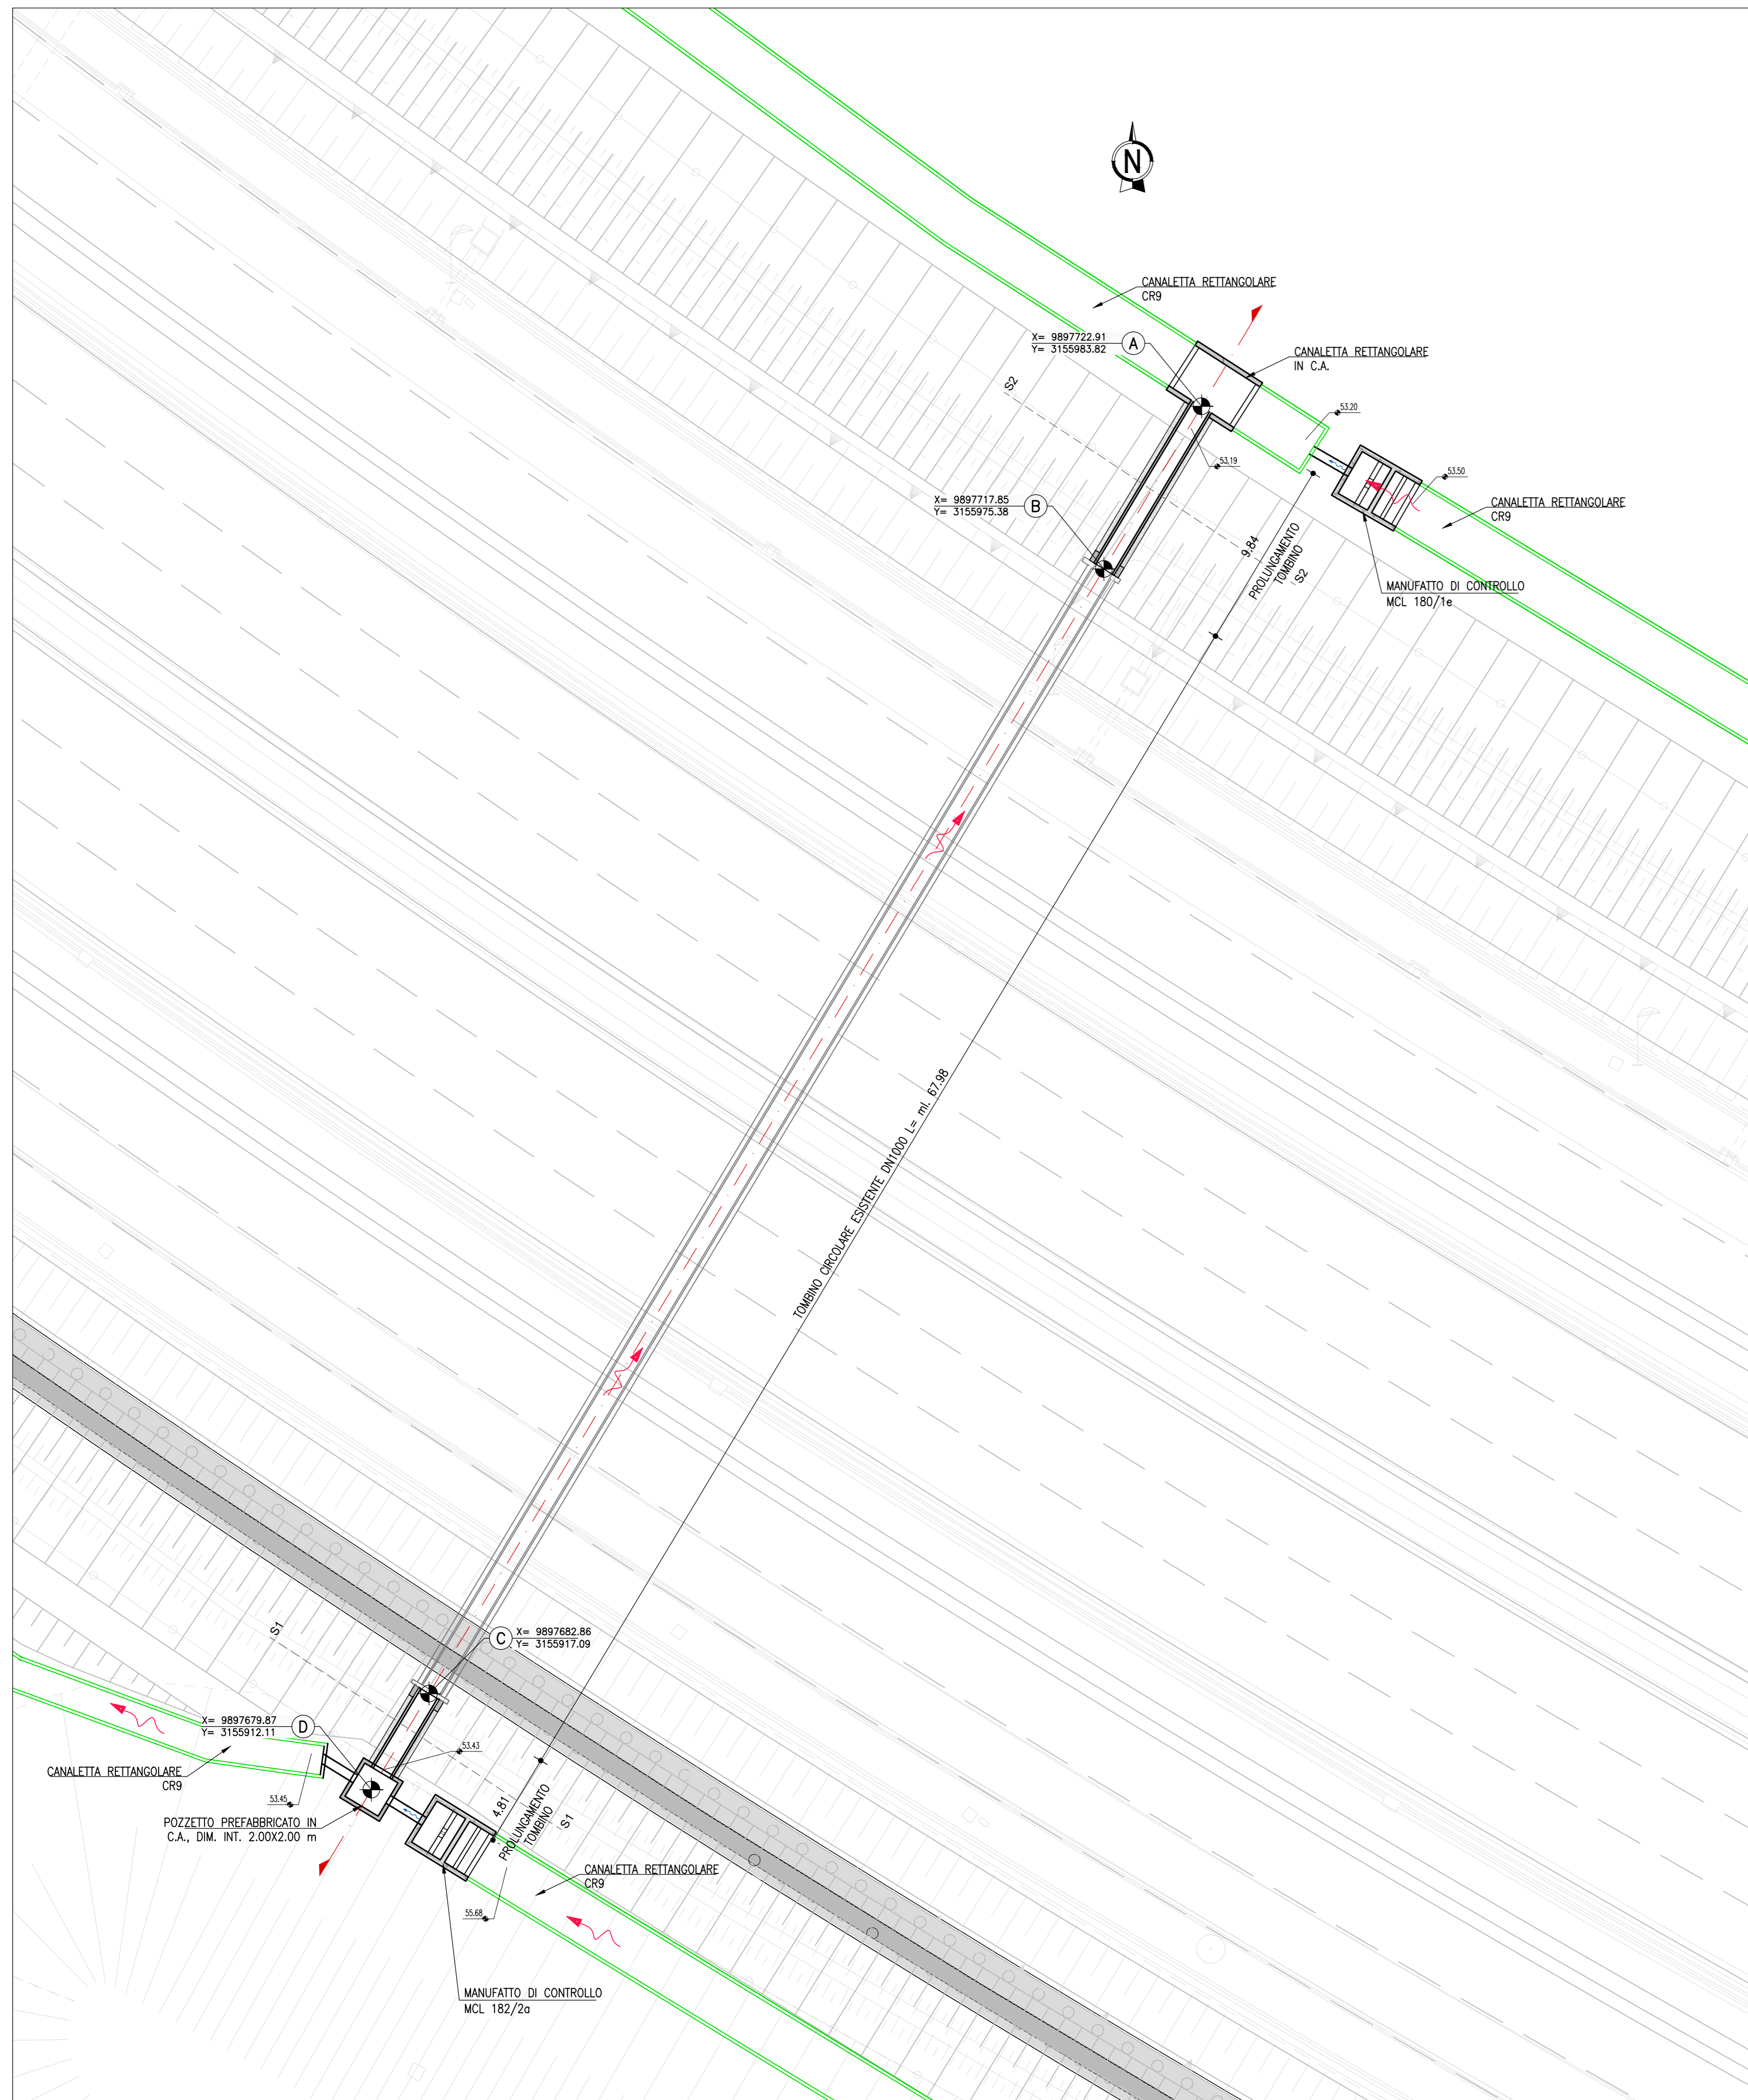 N
CANALETTA RETTANGOLARE
CR9
X= 9897722.91
Y= 3155983.82
A
CANALETTA RETTANGOLARE
IN C.A.
S2
53.20
53.19
53.50
X= 9897717.85
Y= 3155975.38
B
CANALETTA RETTANGOLARE
CR9
9.84
PROLUNGAMENTO
TOMBINO
S2
MANUFATTO DI CONTROLLO
MCL 180/1e
TOMBINO CIRCOLARE ESISTENTE DN1000 L= ml. 67.98
S1
C
X= 9897682.86
Y= 3155917.09
X= 9897679.87
Y= 3155912.11
D
53.43
CANALETTA RETTANGOLARE
CR9
53.45
POZZETTO PREFABBRICATO IN
C.A., DIM. INT. 2.00X2.00 m
4.81
PROLUNGAMENTO
TOMBINO
S1
CANALETTA RETTANGOLARE
CR9
55.68
MANUFATTO DI CONTROLLO
MCL 182/2a